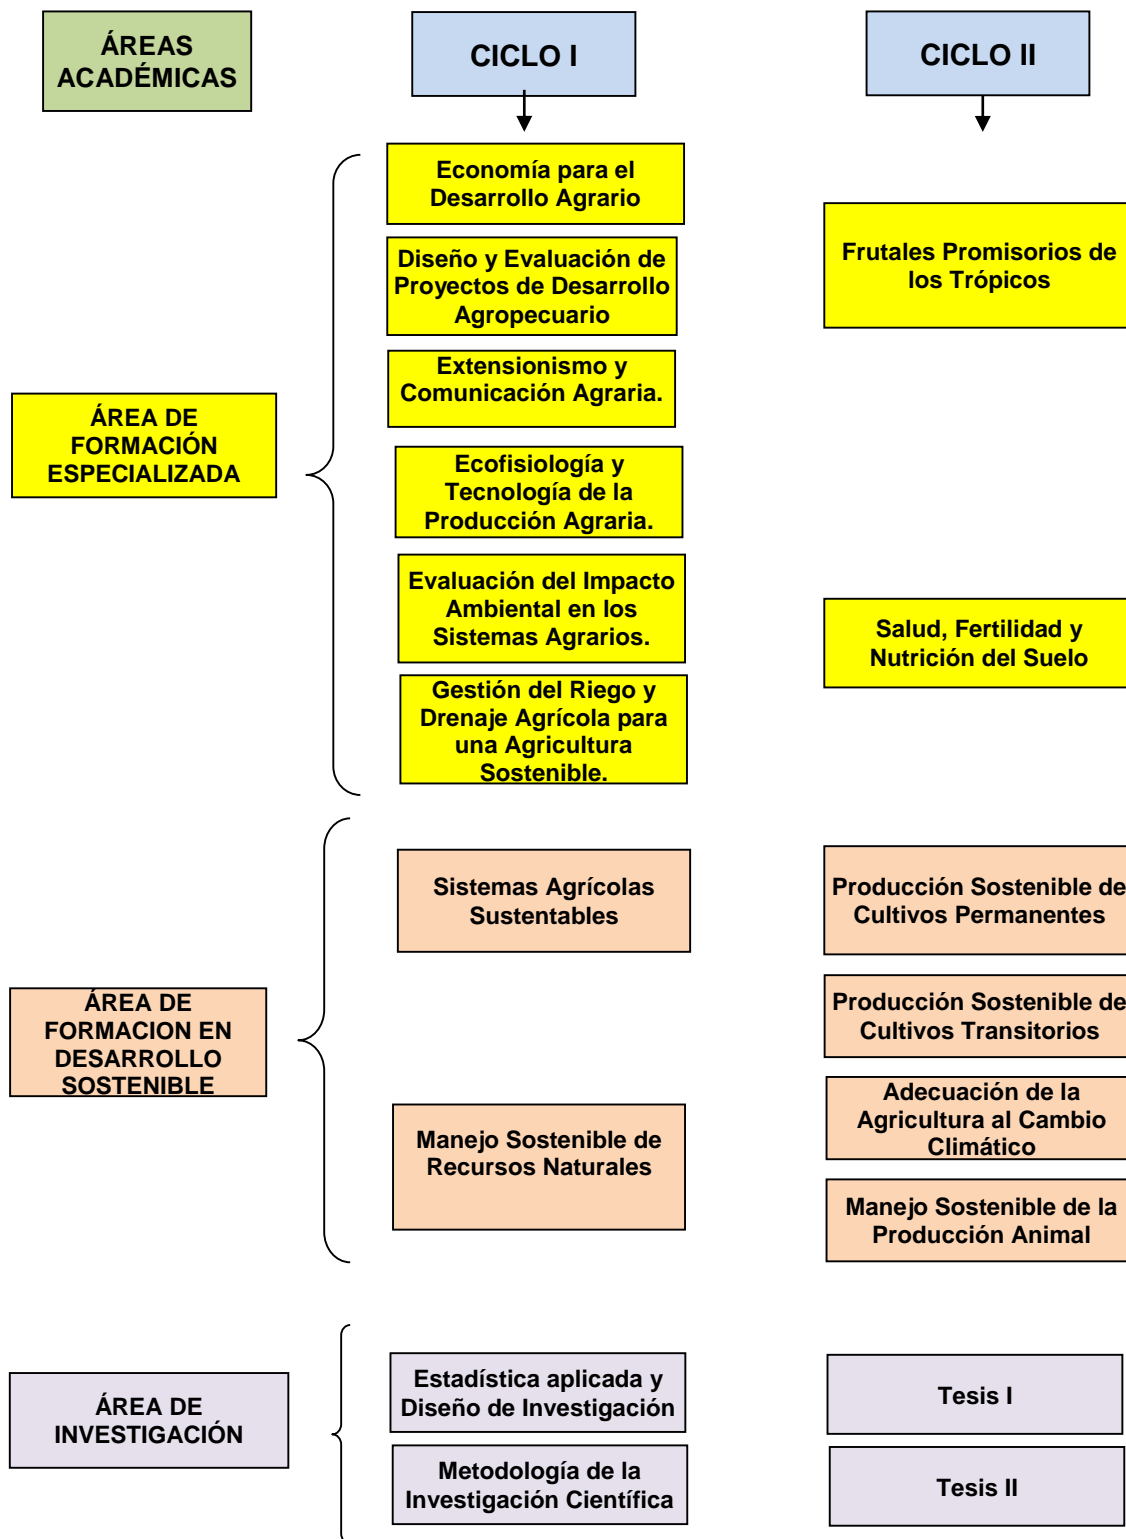 ÁREAS
ACADÉMICAS
CICLO I
CICLO II
ÁREA DE
FORMACIÓN
ESPECIALIZADA
Economía para el
Desarrollo Agrario
Diseño y Evaluación de
Proyectos de Desarrollo
Agropecuario
Extensionismo y
Comunicación Agraria.
Ecofisiología y
Tecnología de la
Producción Agraria.
Evaluación del Impacto
Ambiental en los
Sistemas Agrarios.
Gestión del Riego y
Drenaje Agrícola para
una Agricultura
Sostenible.
Frutales Promisorios de
los Trópicos
Salud, Fertilidad y
Nutrición del Suelo
ÁREA DE
FORMACION EN
DESARROLLO
SOSTENIBLE
Sistemas Agrícolas
Sustentables
Manejo Sostenible de
Recursos Naturales
Producción Sostenible de
Cultivos Permanentes
Producción Sostenible de
Cultivos Transitorios
Adecuación de la
Agricultura al Cambio
Climático
Manejo Sostenible de la
Producción Animal
ÁREA DE
INVESTIGACIÓN
Estadística aplicada y
Diseño de Investigación
Metodología de la
Investigación Científica
Tesis I
Tesis II